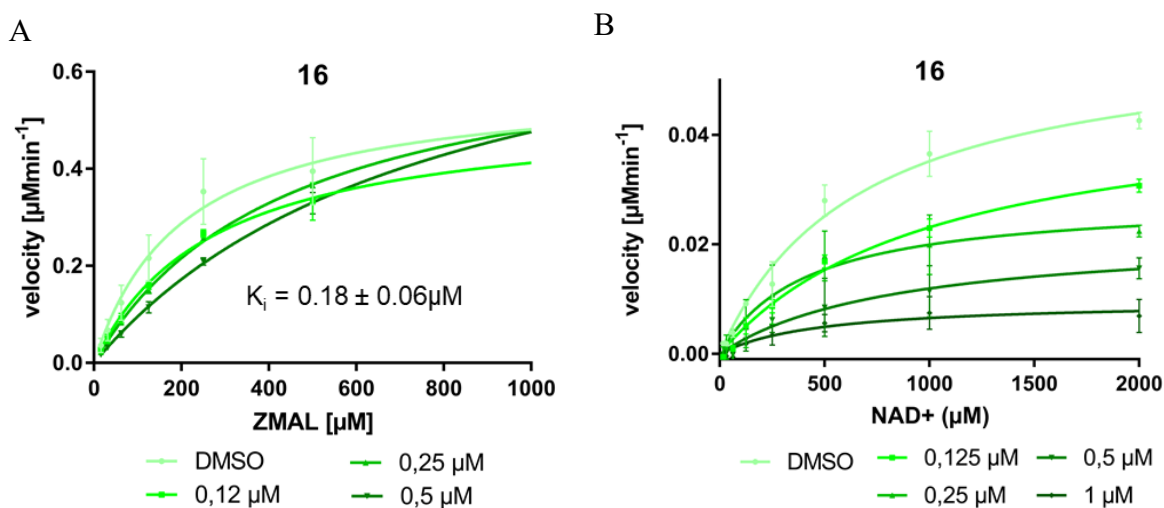 A
16
velocity [µMmin⁻¹]
0.6
0.4
0.2
0.0
Kᵢ = 0.18 ± 0.06µM
0
200
400
600
800
1000
ZMAL [µM]
DMSO
0,25 µM
0,12 µM
0,5 µM
B
16
velocity [µMmin⁻¹]
0.04
0.02
0.00
0
500
1000
1500
2000
NAD+ (µM)
DMSO
0,125 µM
0,5 µM
0,25 µM
1 µM